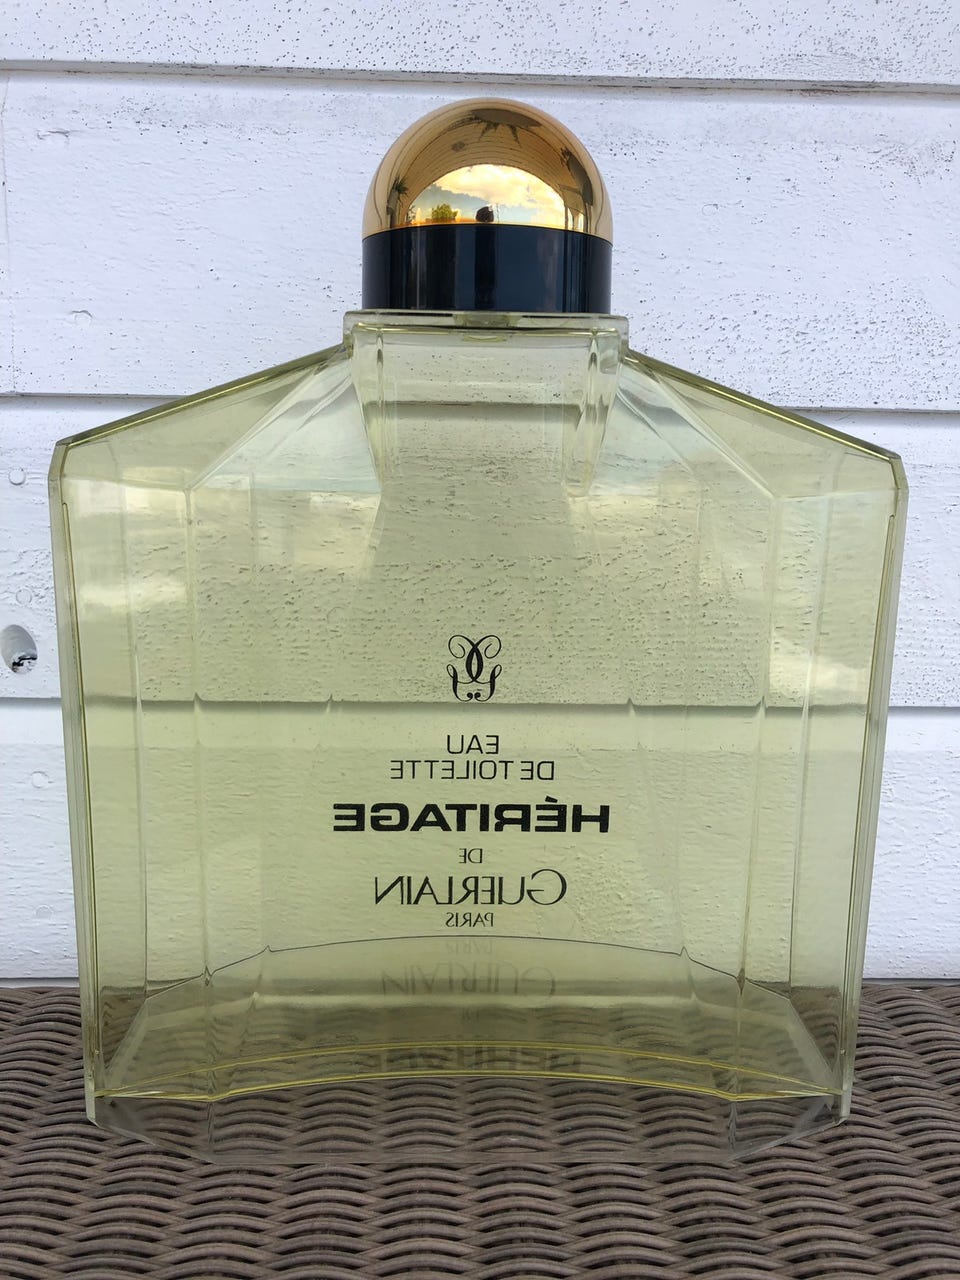 EAU
DE TOILETTE
HÉRITAGE
DE
GUERLAIN
PARIS